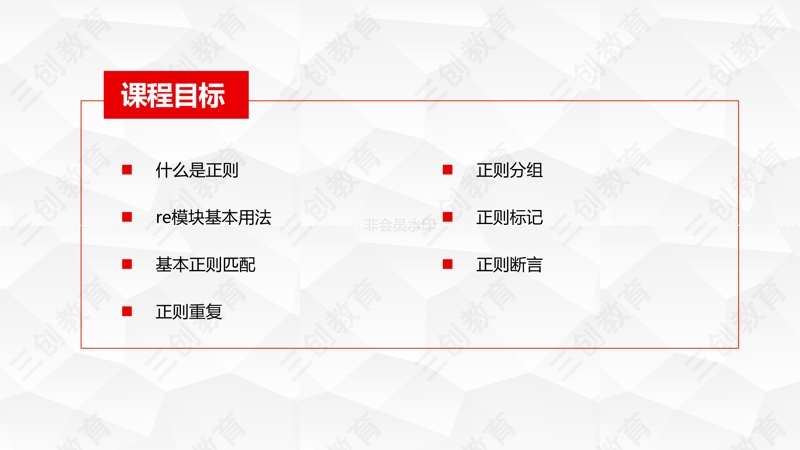 课程目标
什么是正则
re模块基本用法
基本正则匹配
正则重复
正则分组
正则标记
正则断言
非会员水印
三创教育